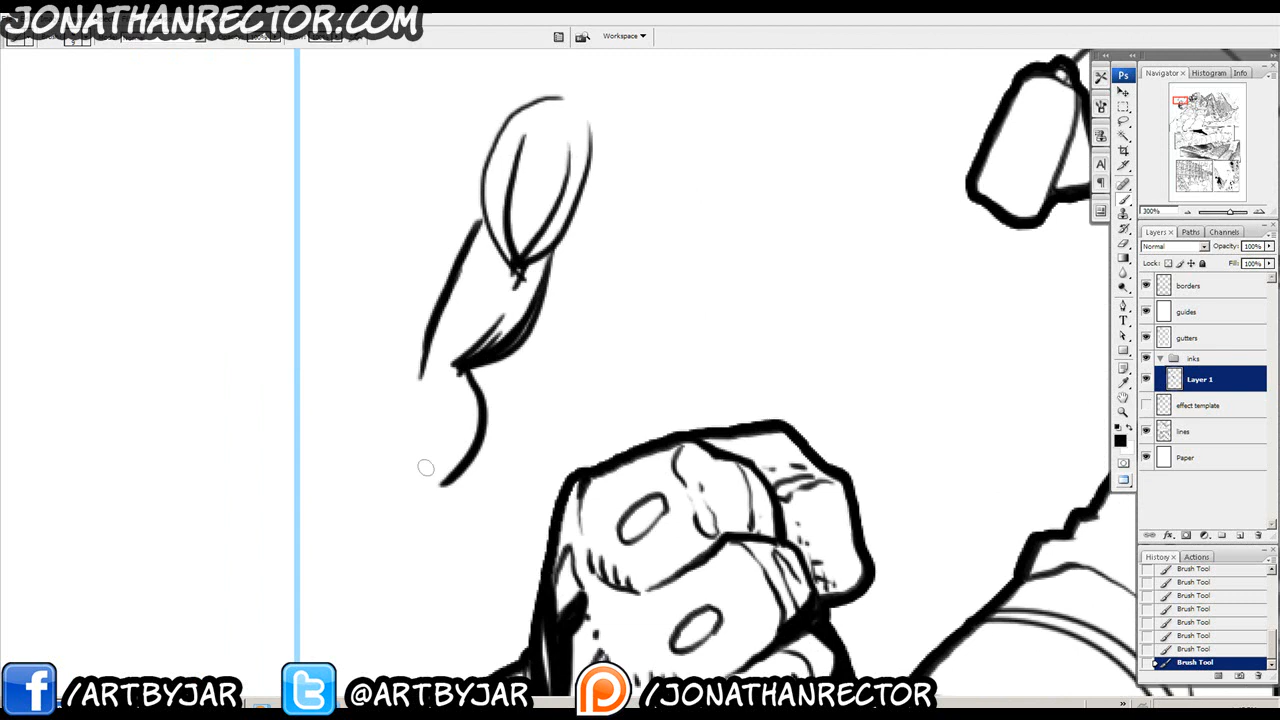 JONATHANRECTOR.COM
Workspace
Ps
Navigator × Histogram Info
300%
Layers × Paths Channels
Normal Opacity: 100%
Lock: Fill: 100%
borders
guides
gutters
inks
Layer 1
effect template
lines
Paper
History × Actions
Brush Tool
Brush Tool
Brush Tool
Brush Tool
Brush Tool
Brush Tool
Brush Tool
Brush Tool
/ARTBYJAR @ARTBYJAR /JONATHANRECTOR